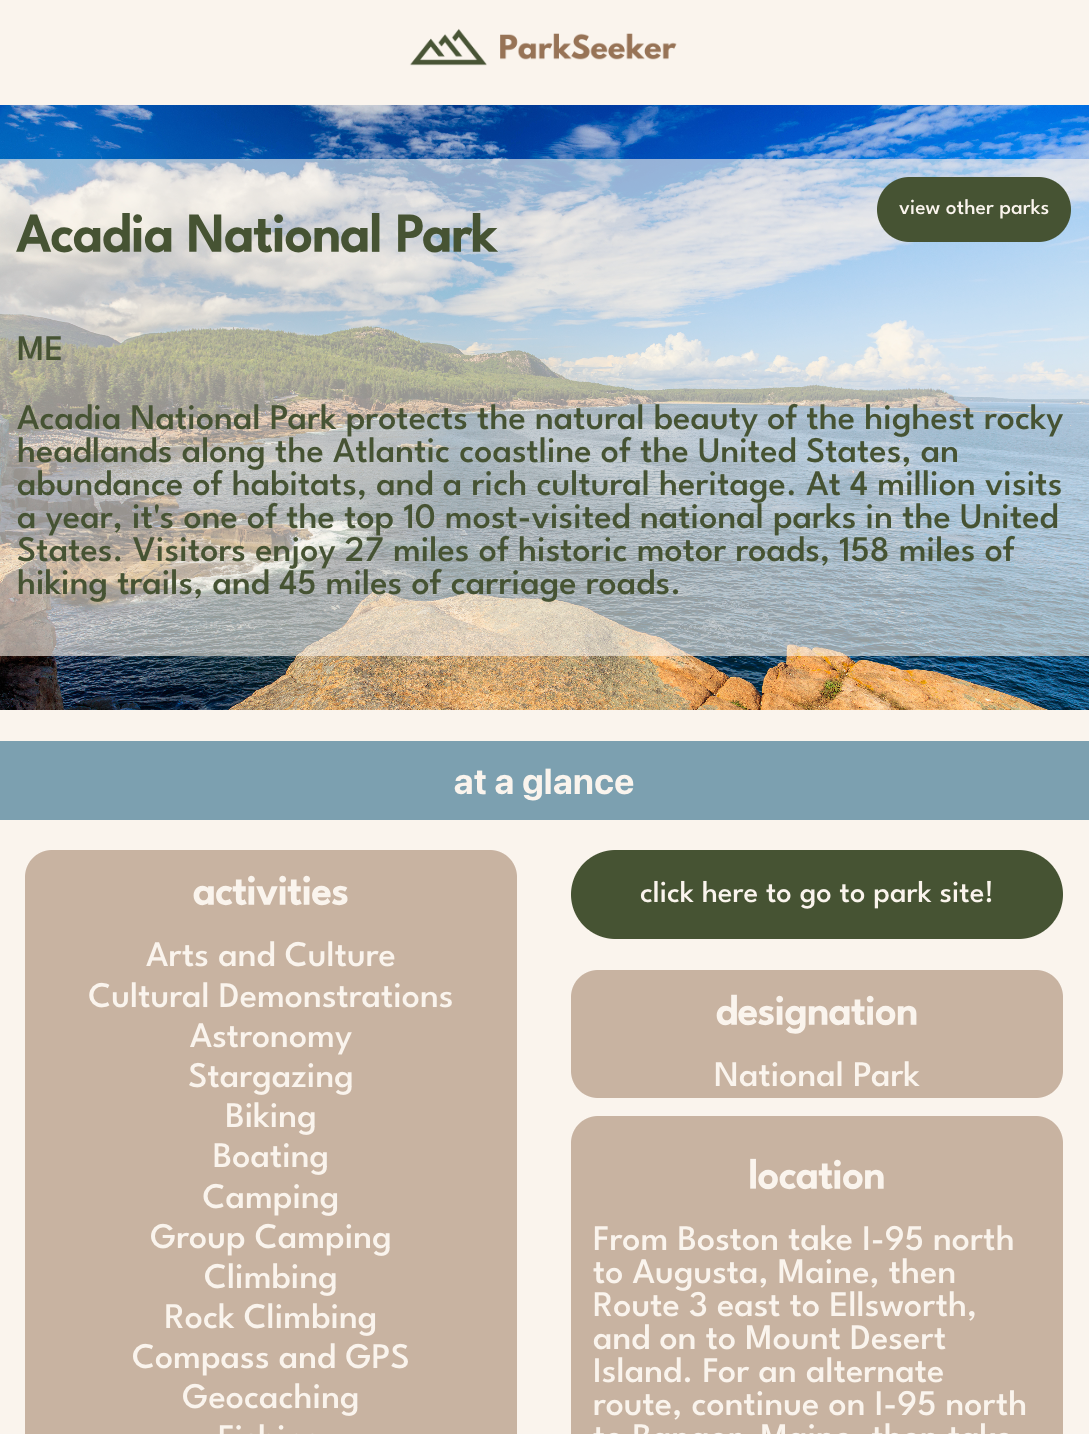 ParkSeeker
Acadia National Park
view other parks
ME
Acadia National Park protects the natural beauty of the highest rocky
headlands along the Atlantic coastline of the United States, an
abundance of habitats, and a rich cultural heritage. At 4 million visits
a year, it's one of the top 10 most-visited national parks in the United
States. Visitors enjoy 27 miles of historic motor roads, 158 miles of
hiking trails, and 45 miles of carriage roads.
at a glance
activities
Arts and Culture
Cultural Demonstrations
Astronomy
Stargazing
Biking
Boating
Camping
Group Camping
Climbing
Rock Climbing
Compass and GPS
Geocaching
click here to go to park site!
designation
National Park
location
From Boston take I-95 north
to Augusta, Maine, then
Route 3 east to Ellsworth,
and on to Mount Desert
Island. For an alternate
route, continue on I-95 north
to Bangor, Maine, then take